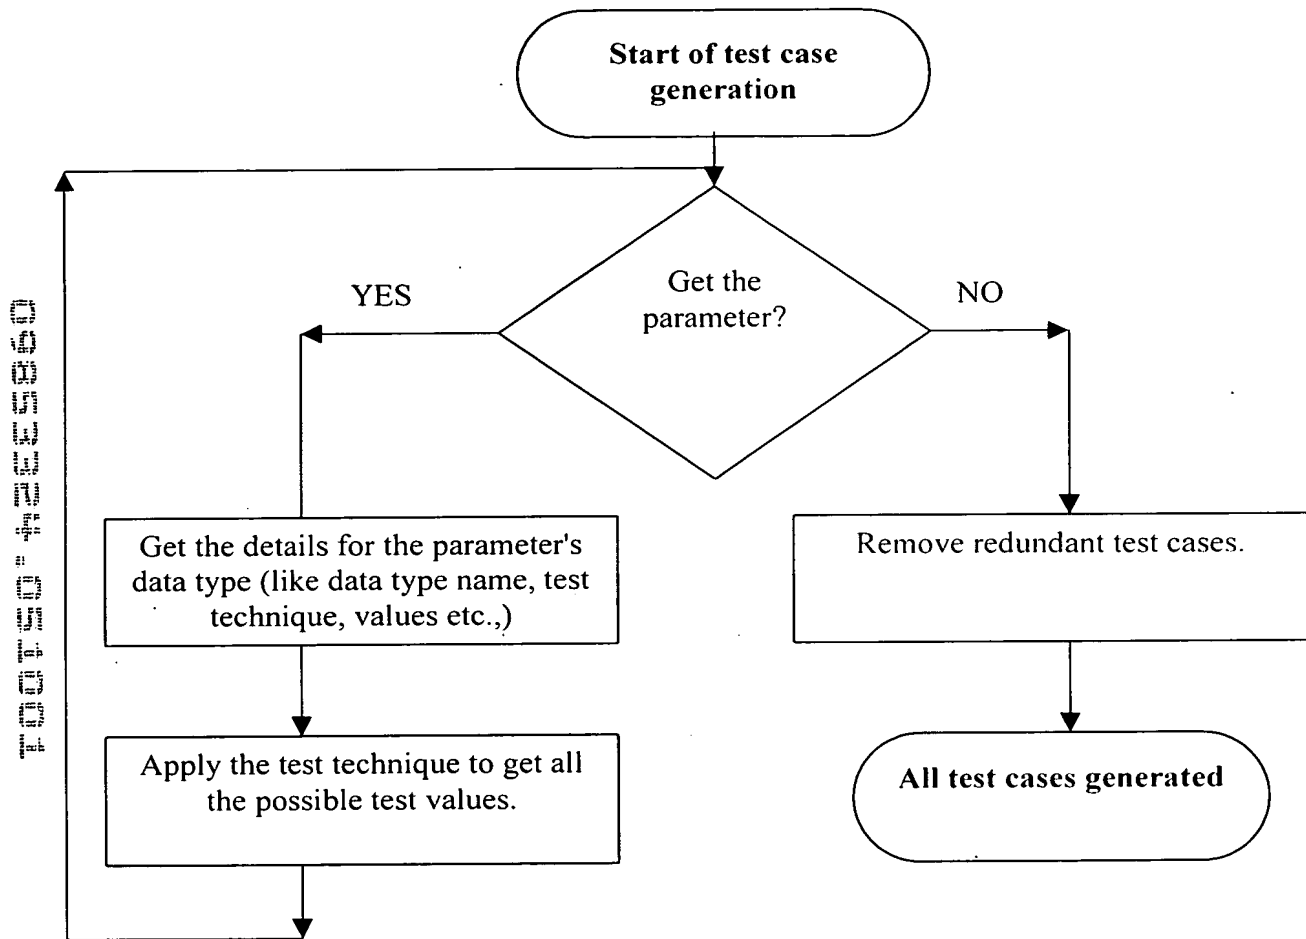 Start of test case
generation
Get the
parameter?
YES
NO
Get the details for the parameter's
data type (like data type name, test
technique, values etc.,)
Remove redundant test cases.
Apply the test technique to get all
the possible test values.
All test cases generated
09853324.051001